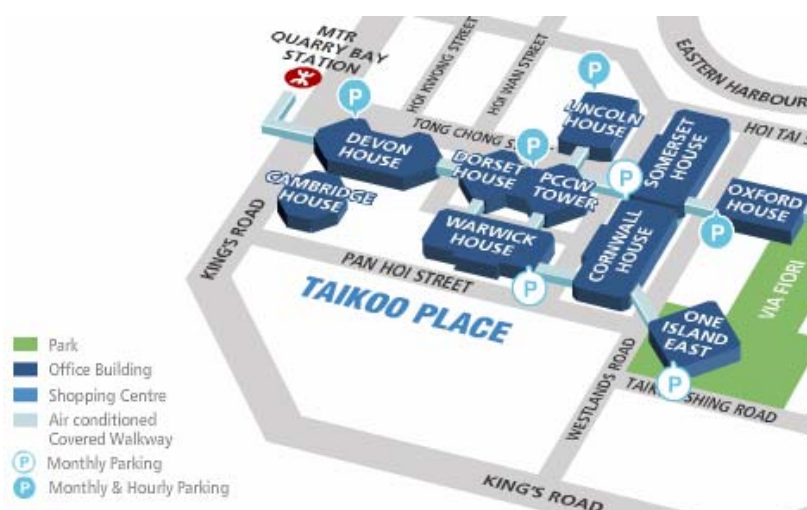 MTR
QUARRY BAY
STATION
HOI KWONG STREET
HOI WAN STREET
EASTERN HARBOUR
P
P
TONG CHONG S
LINCOLN
HOUSE
HOI TAI S
DEVON
HOUSE
P
SOMERSET
HOUSE
DORSET
HOUSE
PCCW
TOWER
P
OXFORD
HOUSE
CAMBRIDGE
HOUSE
P
WARWICK
HOUSE
CORNWALL
HOUSE
KING'S ROAD
PAN HOI STREET
P
VIA FIORI
TAIKOO PLACE
ONE
ISLAND
EAST
WESTLANDS ROAD
P
TAIK
SHING ROAD
Park
Office Building
Shopping Centre
Air conditioned
Covered Walkway
P Monthly Parking
P Monthly & Hourly Parking
KING'S ROAD